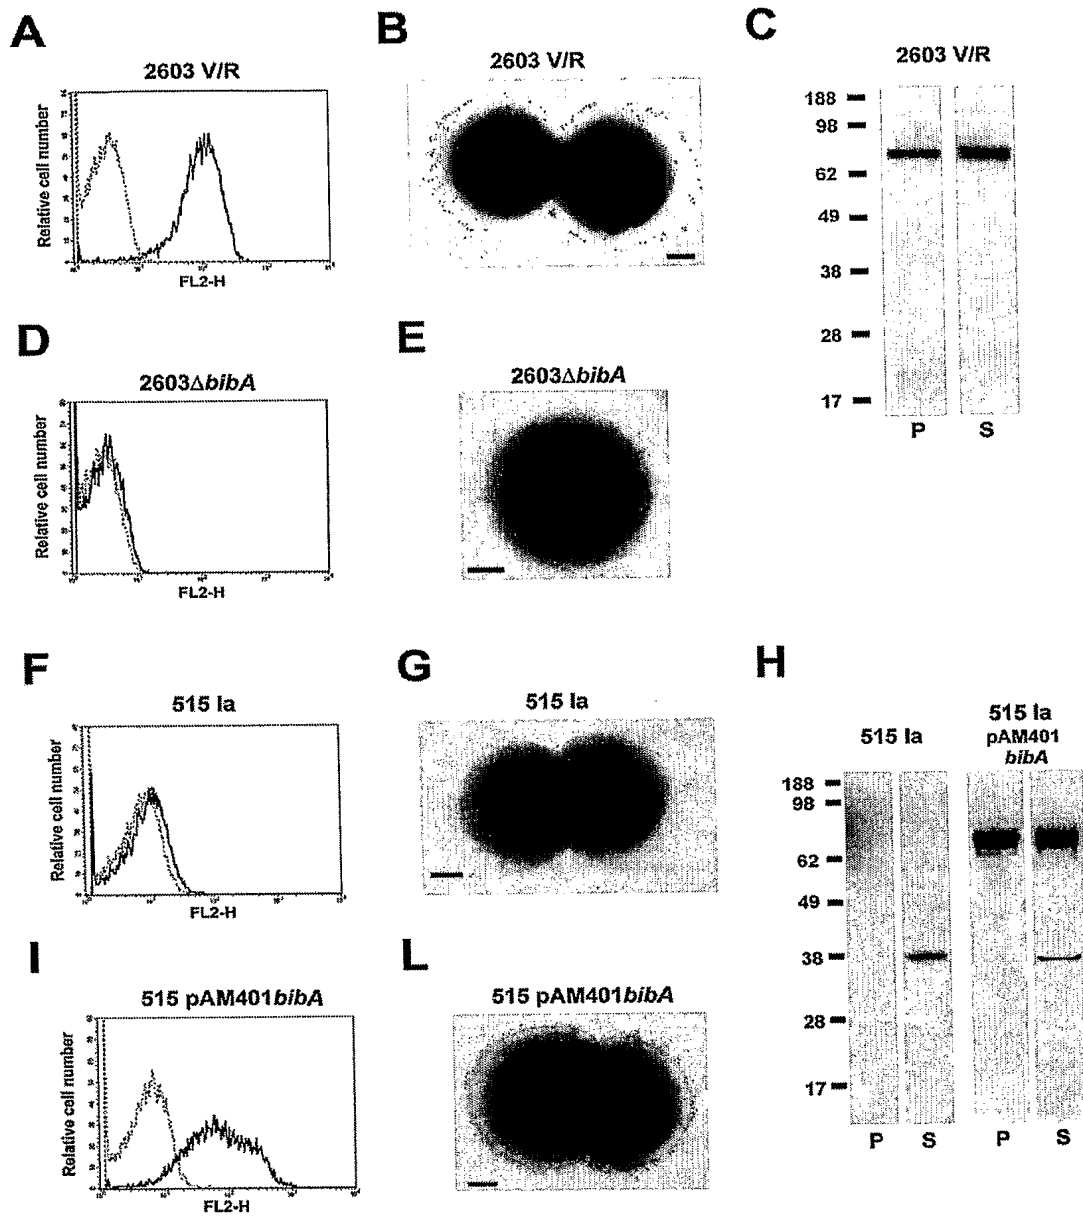 A
2603 V/R
Relative cell number
FL2-H
B
2603 V/R
C
2603 V/R
188
98
62
49
38
28
17
P S
D
2603ΔbibA
Relative cell number
FL2-H
E
2603ΔbibA
F
515 Ia
Relative cell number
FL2-H
G
515 Ia
H
515 Ia
515 Ia
pAM401
bibA
188
98
62
49
38
28
17
P S P S
I
515 pAM401bibA
Relative cell number
FL2-H
L
515 pAM401bibA